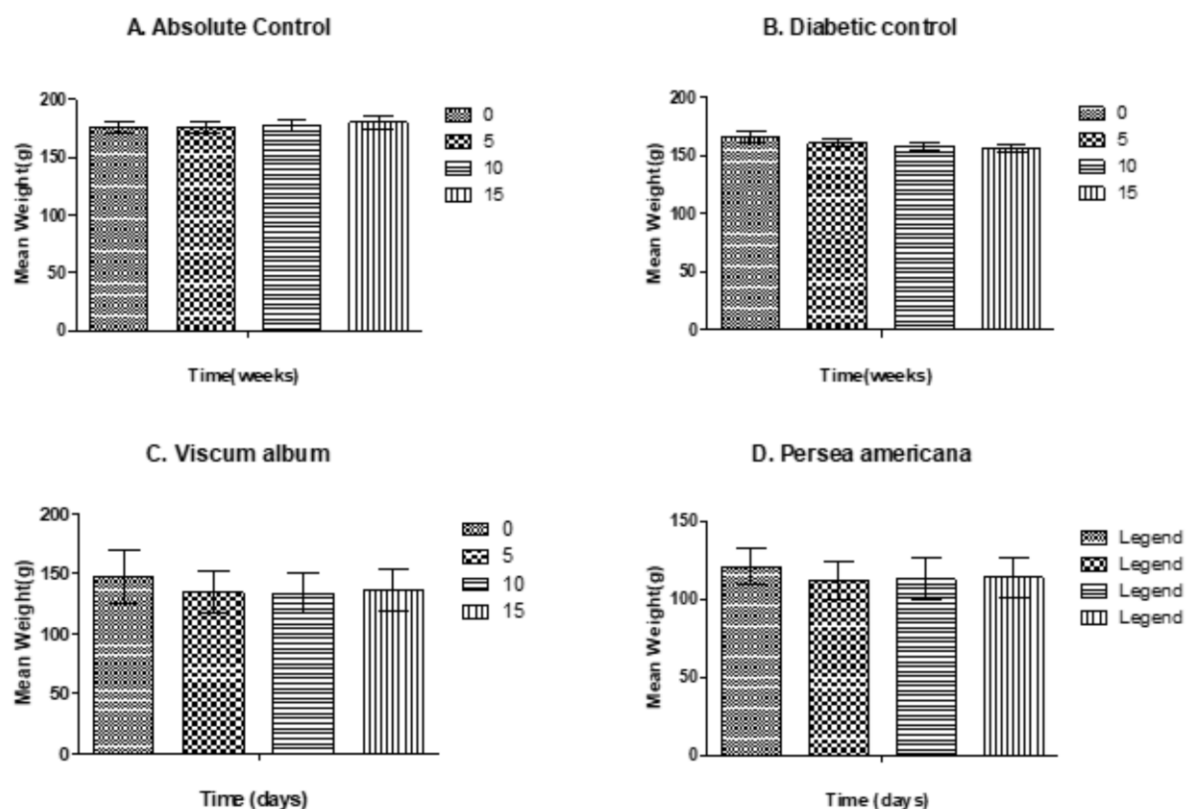 A. Absolute Control
Mean Weight(g)
200
150
100
50
0
0
5
10
15
Time(weeks)
B. Diabetic control
Mean Weight(g)
200
150
100
50
0
0
5
10
15
Time(weeks)
C. Viscum album
Mean Weight(g)
200
150
100
50
0
0
5
10
15
Time (days)
D. Persea americana
Mean Weight(g)
150
100
50
0
Legend
Legend
Legend
Legend
Time (days)